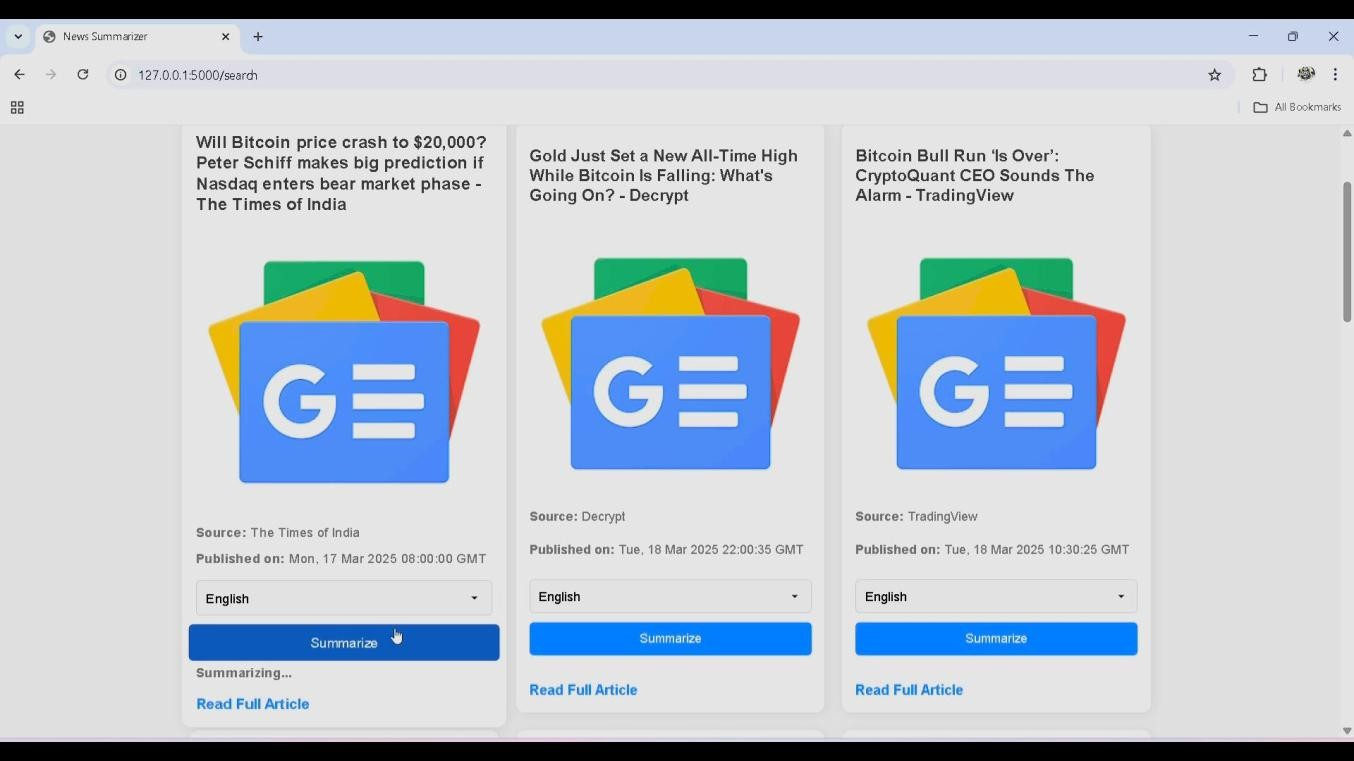 News Summarizer
127.0.0.1:5000/search
All Bookmarks
Will Bitcoin price crash to $20,000?
Peter Schiff makes big prediction if
Nasdaq enters bear market phase -
The Times of India
GE
Source: The Times of India
Published on: Mon, 17 Mar 2025 08:00:00 GMT
English
Summarize
Summarizing...
Read Full Article
Gold Just Set a New All-Time High
While Bitcoin Is Falling: What's
Going On? - Decrypt
GE
Source: Decrypt
Published on: Tue, 18 Mar 2025 22:00:35 GMT
English
Summarize
Read Full Article
Bitcoin Bull Run ‘Is Over’:
CryptoQuant CEO Sounds The
Alarm - TradingView
GE
Source: TradingView
Published on: Tue, 18 Mar 2025 10:30:25 GMT
English
Summarize
Read Full Article